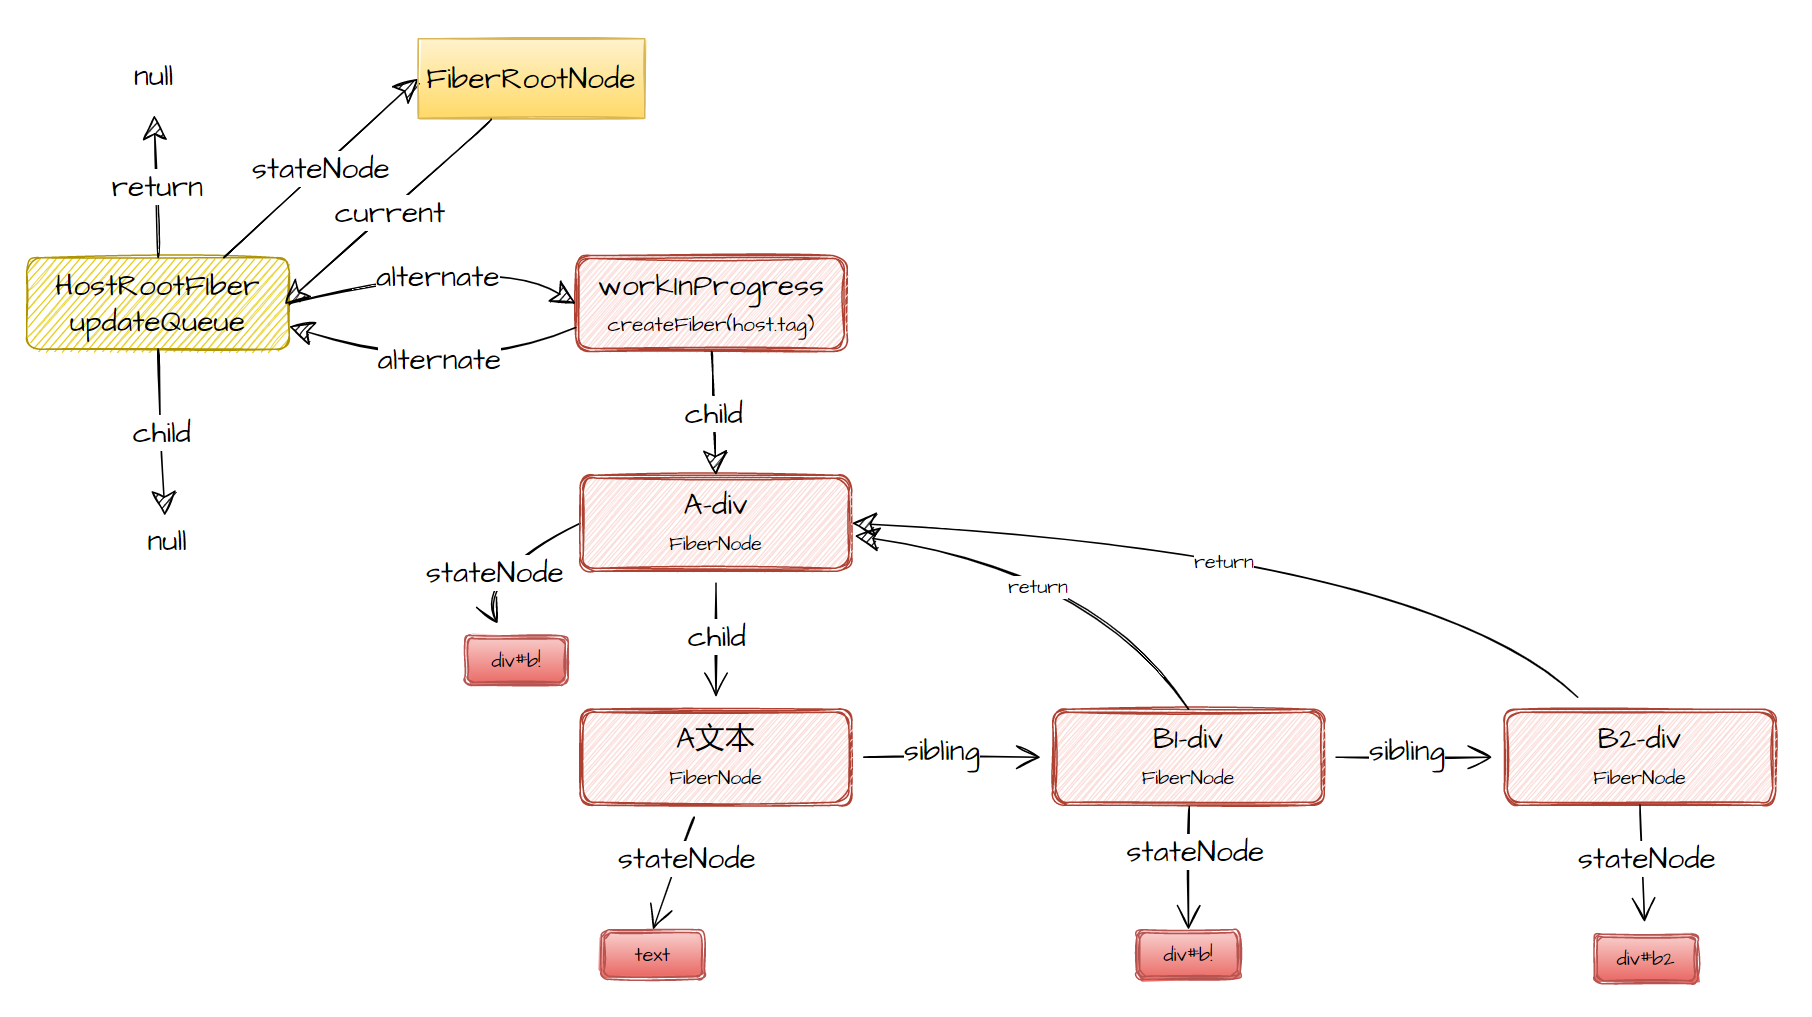 null
FiberRootNode
stateNode
return
current
HostRootFIber
updateQueue
alternate
workInProgress
createFiber(host.tag)
alternate
child
child
null
A-div
FiberNode
stateNode
return
return
child
div#b!
A文本
FiberNode
sibling
B1-div
FiberNode
sibling
B2-div
FiberNode
stateNode
stateNode
stateNode
text
div#b!
div#b2